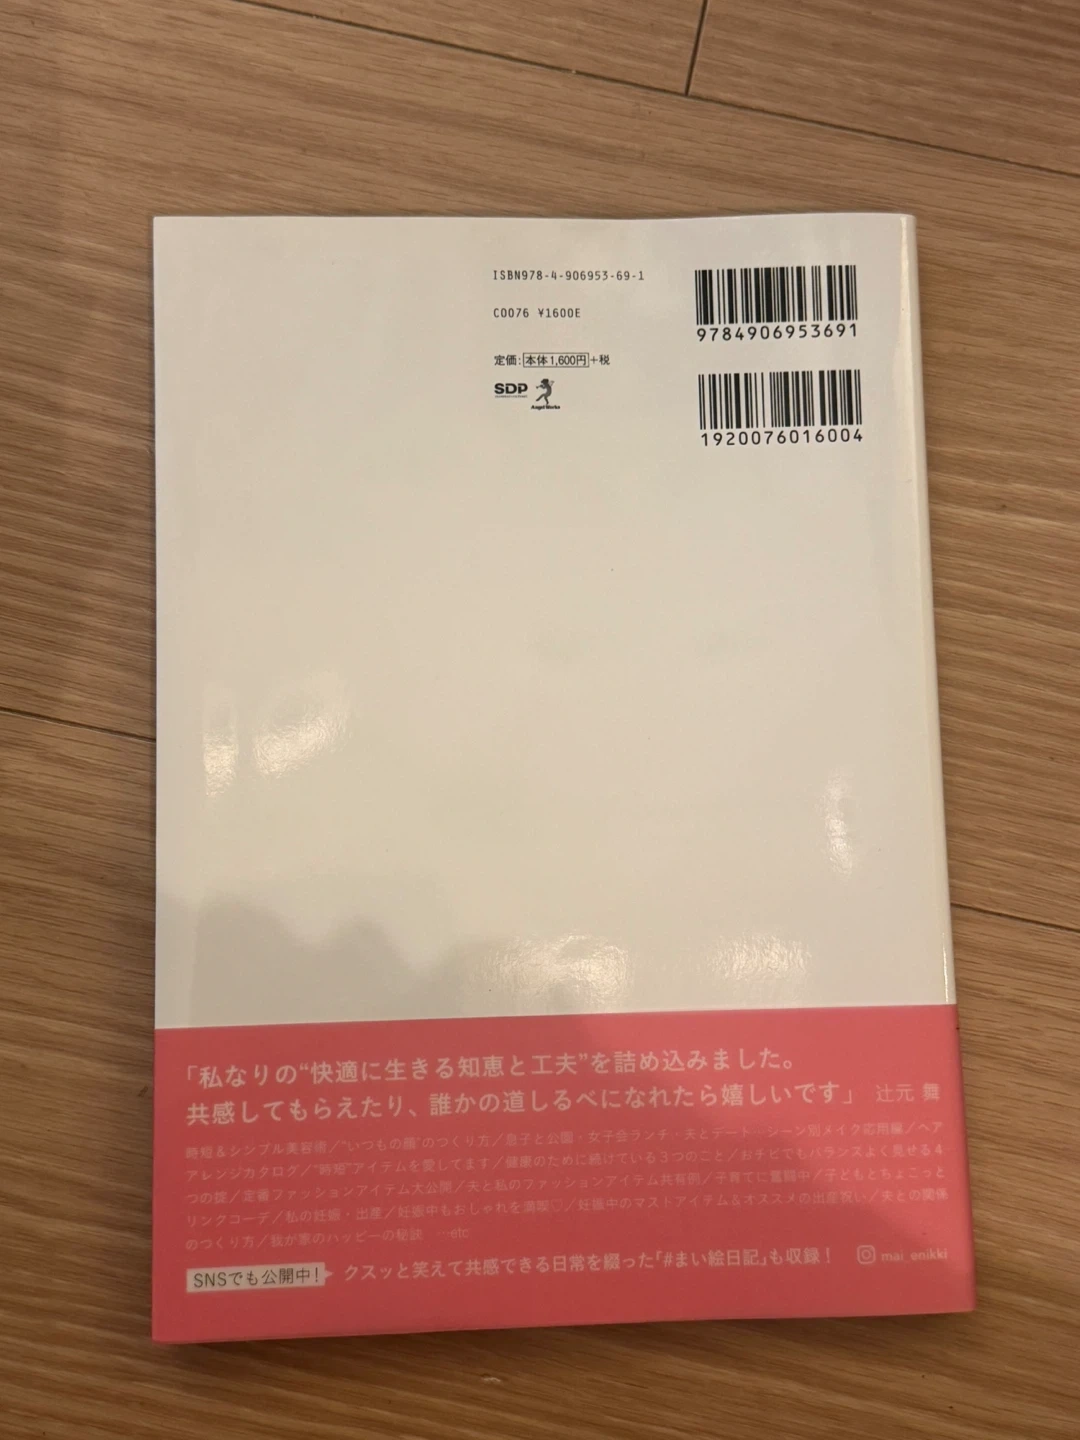 ISBN978-4-906953-69-1
C0076 ¥1600E
定価:本体1,600円+税
SDP
Angel Works
9784906953691
1920076016004
「私なりの“快適に生きる知恵と工夫”を詰め込みました。
共感してもらえたり、誰かの道しるべになれたら嬉しいです」 辻元 舞
時短&シンプル美容術/“いつもの顔”のつくり方/息子と公園・女子会ランチ・夫とデート…シーン別メイク応用編/ヘア
アレンジカタログ/“時短”アイテムを愛してます/健康のために続けている3つのこと/おチビでもバランスよく見せる4
つの掟/定番ファッションアイテム大公開/夫と私のファッションアイテム共有例/子育てに奮闘中/子どもとちょこっと
リンクコーデ/私の妊娠・出産/妊娠中もおしゃれを満喫♡/妊娠中のマストアイテム&オススメの出産祝い/夫との関係
のつくり方/我が家のハッピーの秘訣 …etc
SNSでも公開中! クスッと笑えて共感できる日常を綴った「#まい絵日記」も収録! mai_enikki